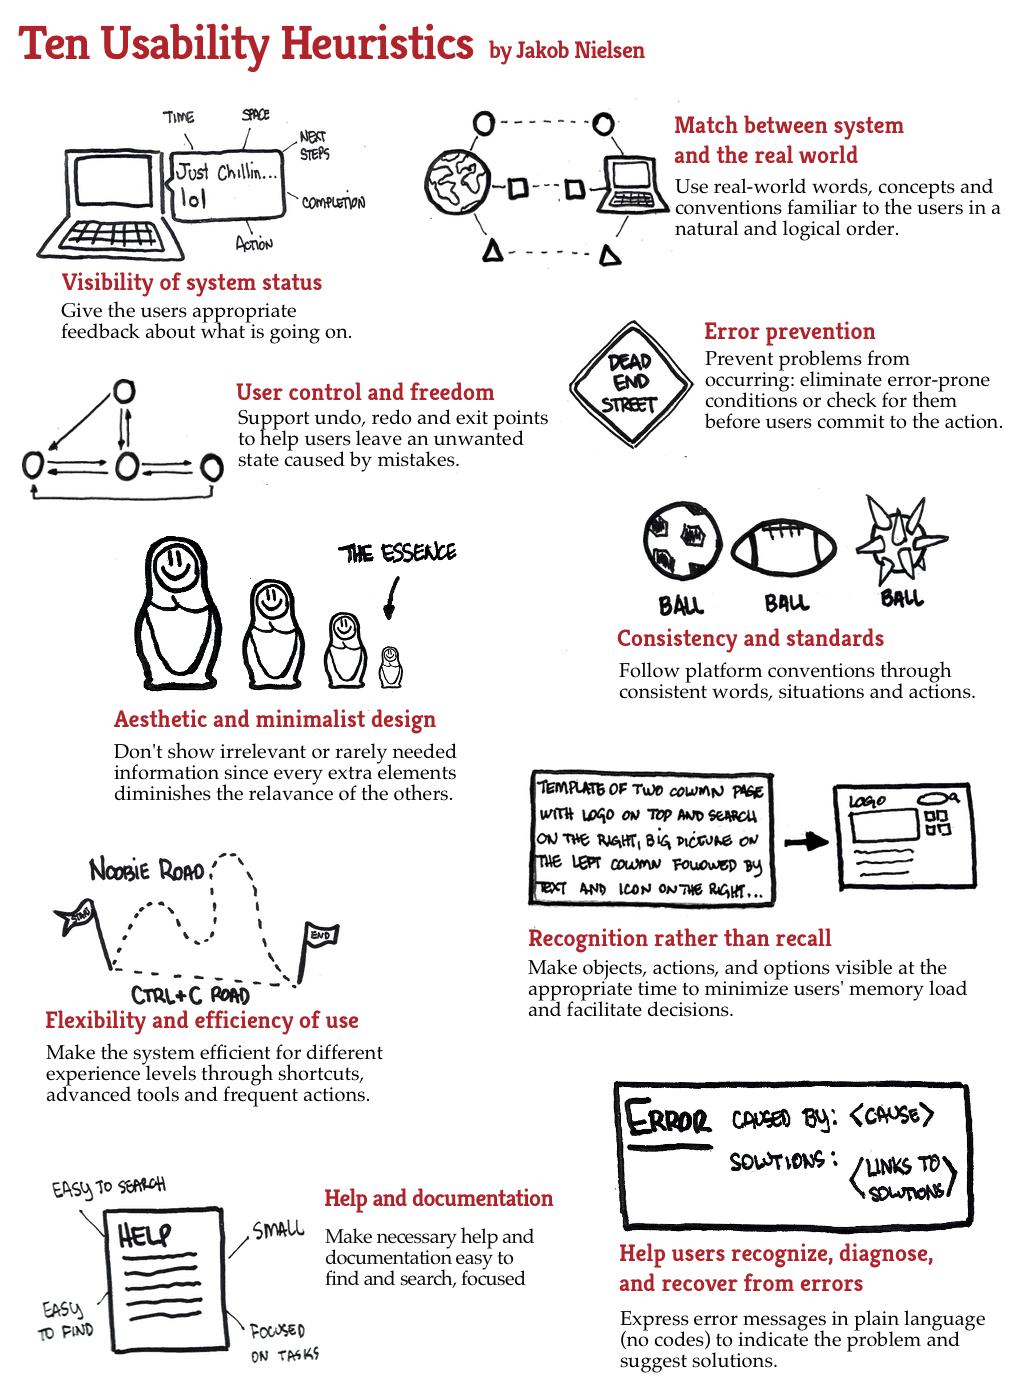 Ten Usability Heuristics by Jakob Nielsen
TIME
SPACE
NEXT
STEPS
Just Chillin...
lol
COMPLETION
ACTION
Visibility of system status
Give the users appropriate
feedback about what is going on.
Match between system
and the real world
Use real-world words, concepts and
conventions familiar to the users in a
natural and logical order.
User control and freedom
Support undo, redo and exit points
to help users leave an unwanted
state caused by mistakes.
DEAD
END
STREET
Error prevention
Prevent problems from
occurring: eliminate error-prone
conditions or check for them
before users commit to the action.
THE ESSENCE
Aesthetic and minimalist design
Don't show irrelevant or rarely needed
information since every extra elements
diminishes the relavance of the others.
BALL
BALL
BALL
Consistency and standards
Follow platform conventions through
consistent words, situations and actions.
TEMPLATE OF TWO COLUMN PAGE
WITH LOGO ON TOP AND SEARCH
ON THE RIGHT, BIG PICTURE ON
THE LEFT COLUMN FOLLOWED BY
TEXT AND ICON ON THE RIGHT...
LOGO
Recognition rather than recall
Make objects, actions, and options visible at the
appropriate time to minimize users' memory load
and facilitate decisions.
NOOBIE ROAD
START
END
CTRL+C ROAD
Flexibility and efficiency of use
Make the system efficient for different
experience levels through shortcuts,
advanced tools and frequent actions.
ERROR
CAUSED BY: <CAUSE>
SOLUTIONS: <LINKS TO
SOLUTIONS>
Help users recognize, diagnose,
and recover from errors
Express error messages in plain language
(no codes) to indicate the problem and
suggest solutions.
EASY TO SEARCH
HELP
SMALL
EASY
TO FIND
FOCUSED
ON TASKS
Help and documentation
Make necessary help and
documentation easy to
find and search, focused